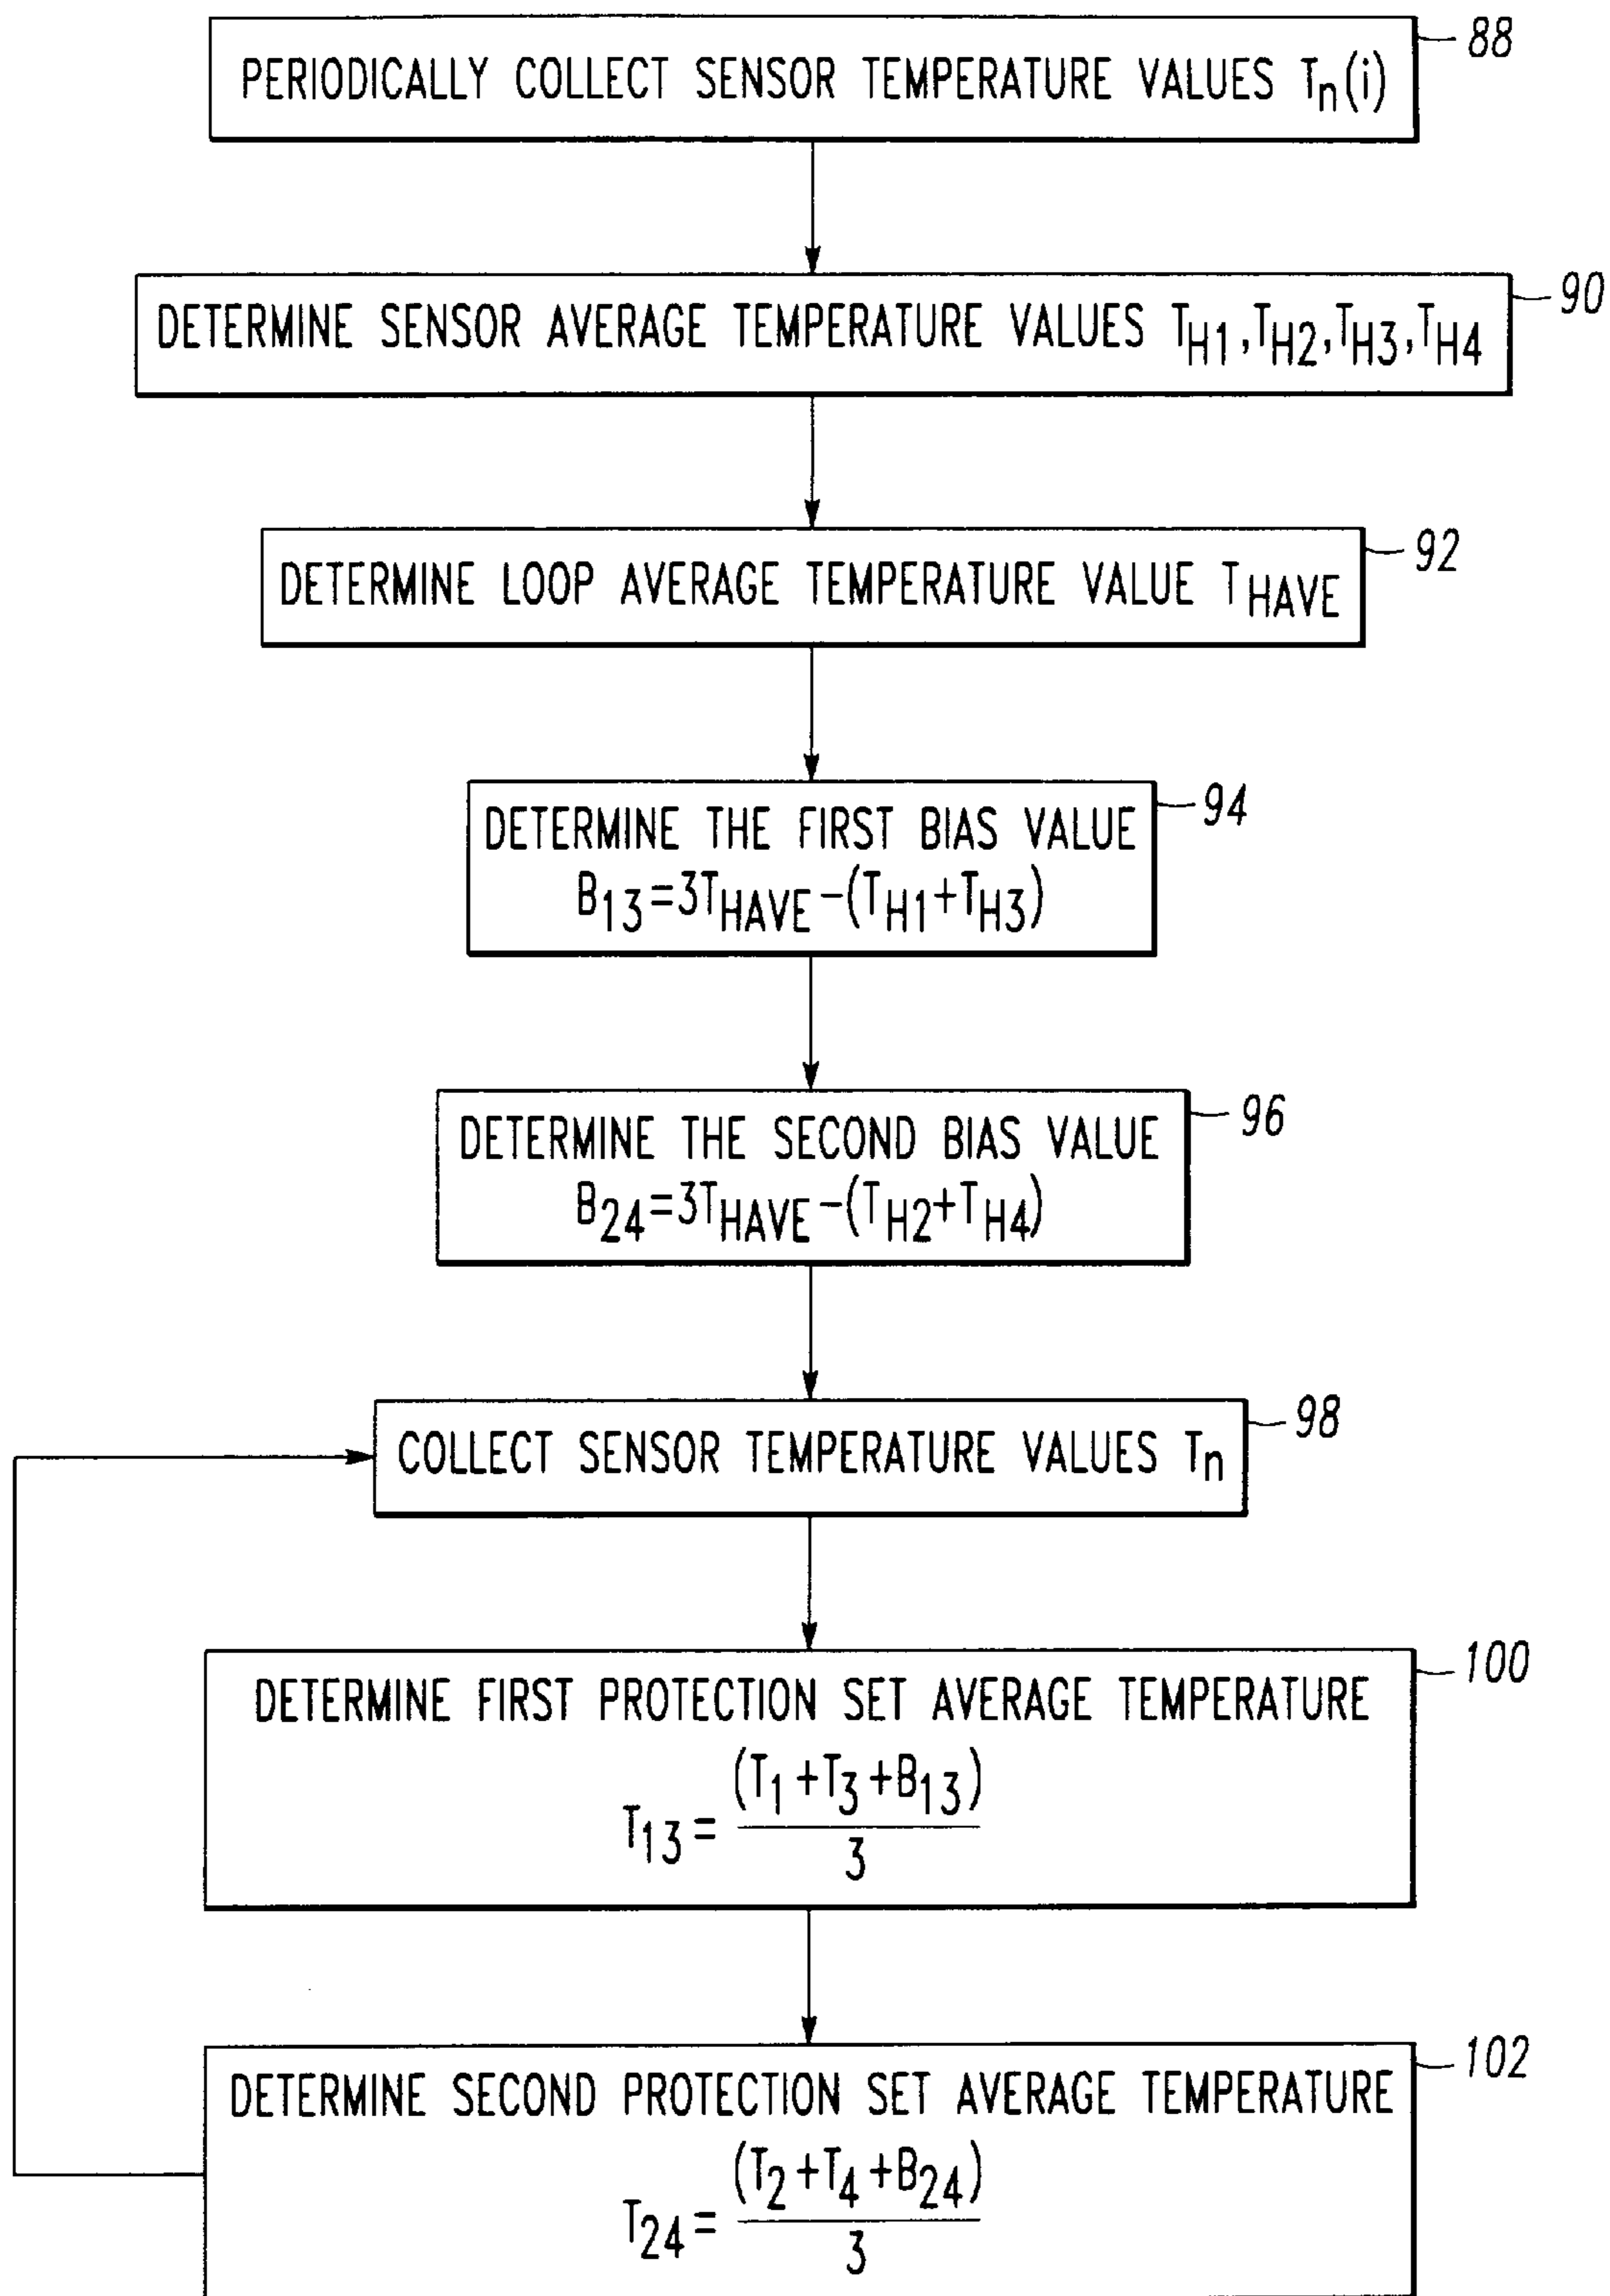 88
PERIODICALLY COLLECT SENSOR TEMPERATURE VALUES Tn(i)
90
DETERMINE SENSOR AVERAGE TEMPERATURE VALUES TH1,TH2,TH3,TH4
92
DETERMINE LOOP AVERAGE TEMPERATURE VALUE THAVE
94
DETERMINE THE FIRST BIAS VALUE
B13=3THAVE-(TH1+TH3)
96
DETERMINE THE SECOND BIAS VALUE
B24=3THAVE-(TH2+TH4)
98
COLLECT SENSOR TEMPERATURE VALUES Tn
100
DETERMINE FIRST PROTECTION SET AVERAGE TEMPERATURE
(T1+T3+B13)
T13=
3
102
DETERMINE SECOND PROTECTION SET AVERAGE TEMPERATURE
(T2+T4+B24)
T24=
3